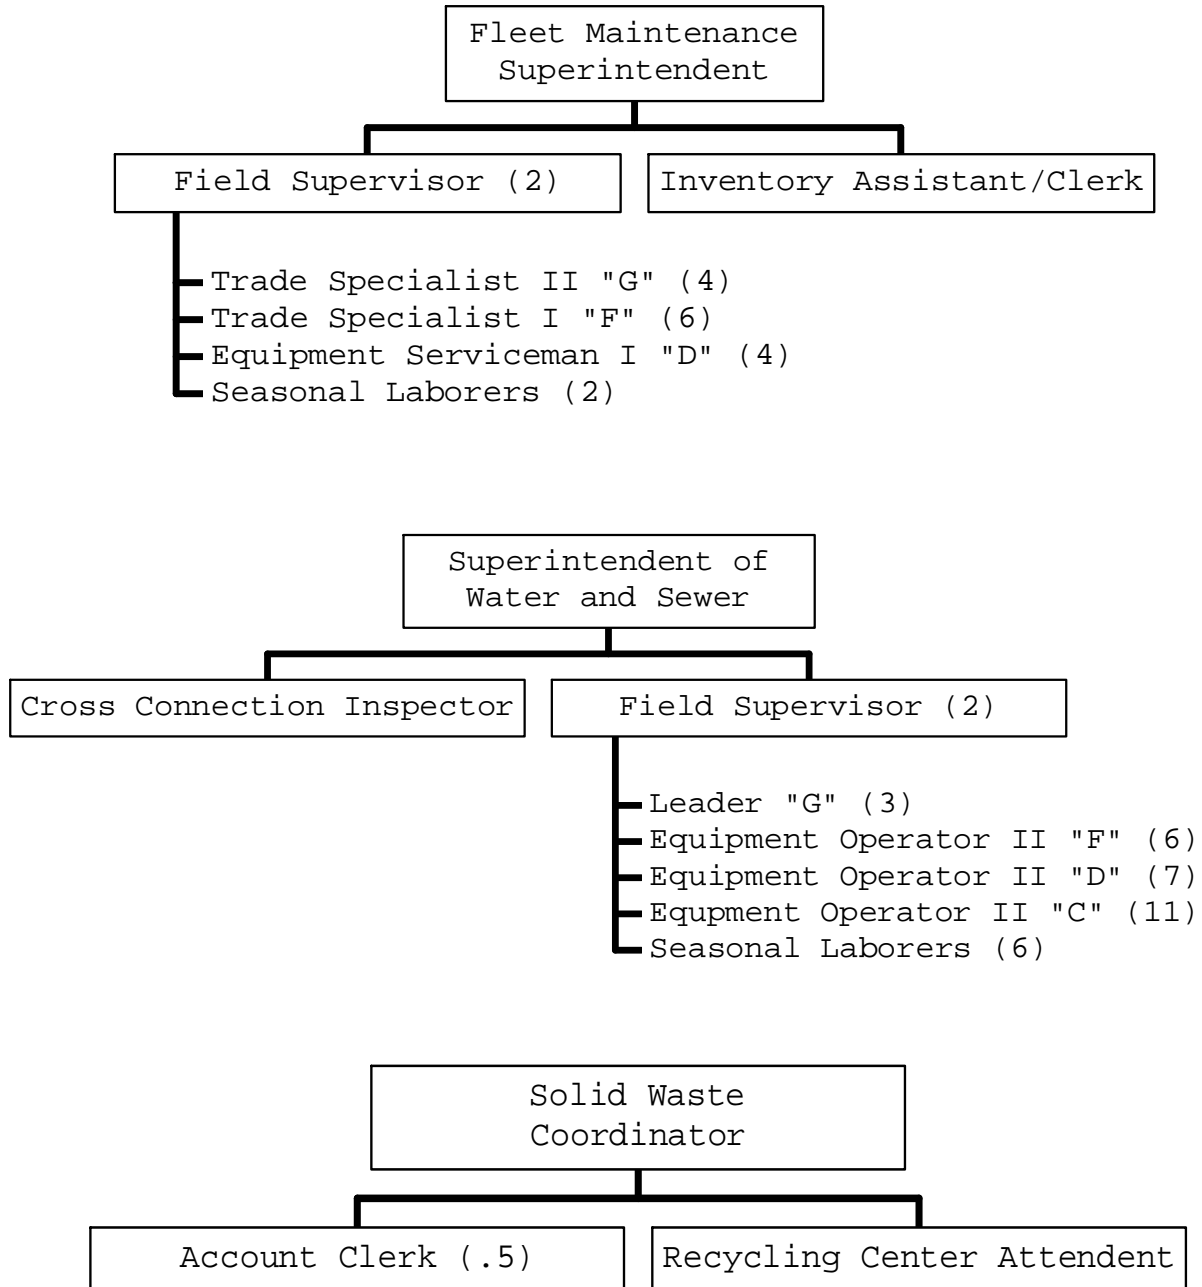 Fleet Maintenance
Superintendent
Field Supervisor (2)
Inventory Assistant/Clerk
Trade Specialist II "G" (4)
Trade Specialist I "F" (6)
Equipment Serviceman I "D" (4)
Seasonal Laborers (2)
Superintendent of
Water and Sewer
Cross Connection Inspector
Field Supervisor (2)
Leader "G" (3)
Equipment Operator II "F" (6)
Equipment Operator II "D" (7)
Equpment Operator II "C" (11)
Seasonal Laborers (6)
Solid Waste
Coordinator
Account Clerk (.5)
Recycling Center Attendent